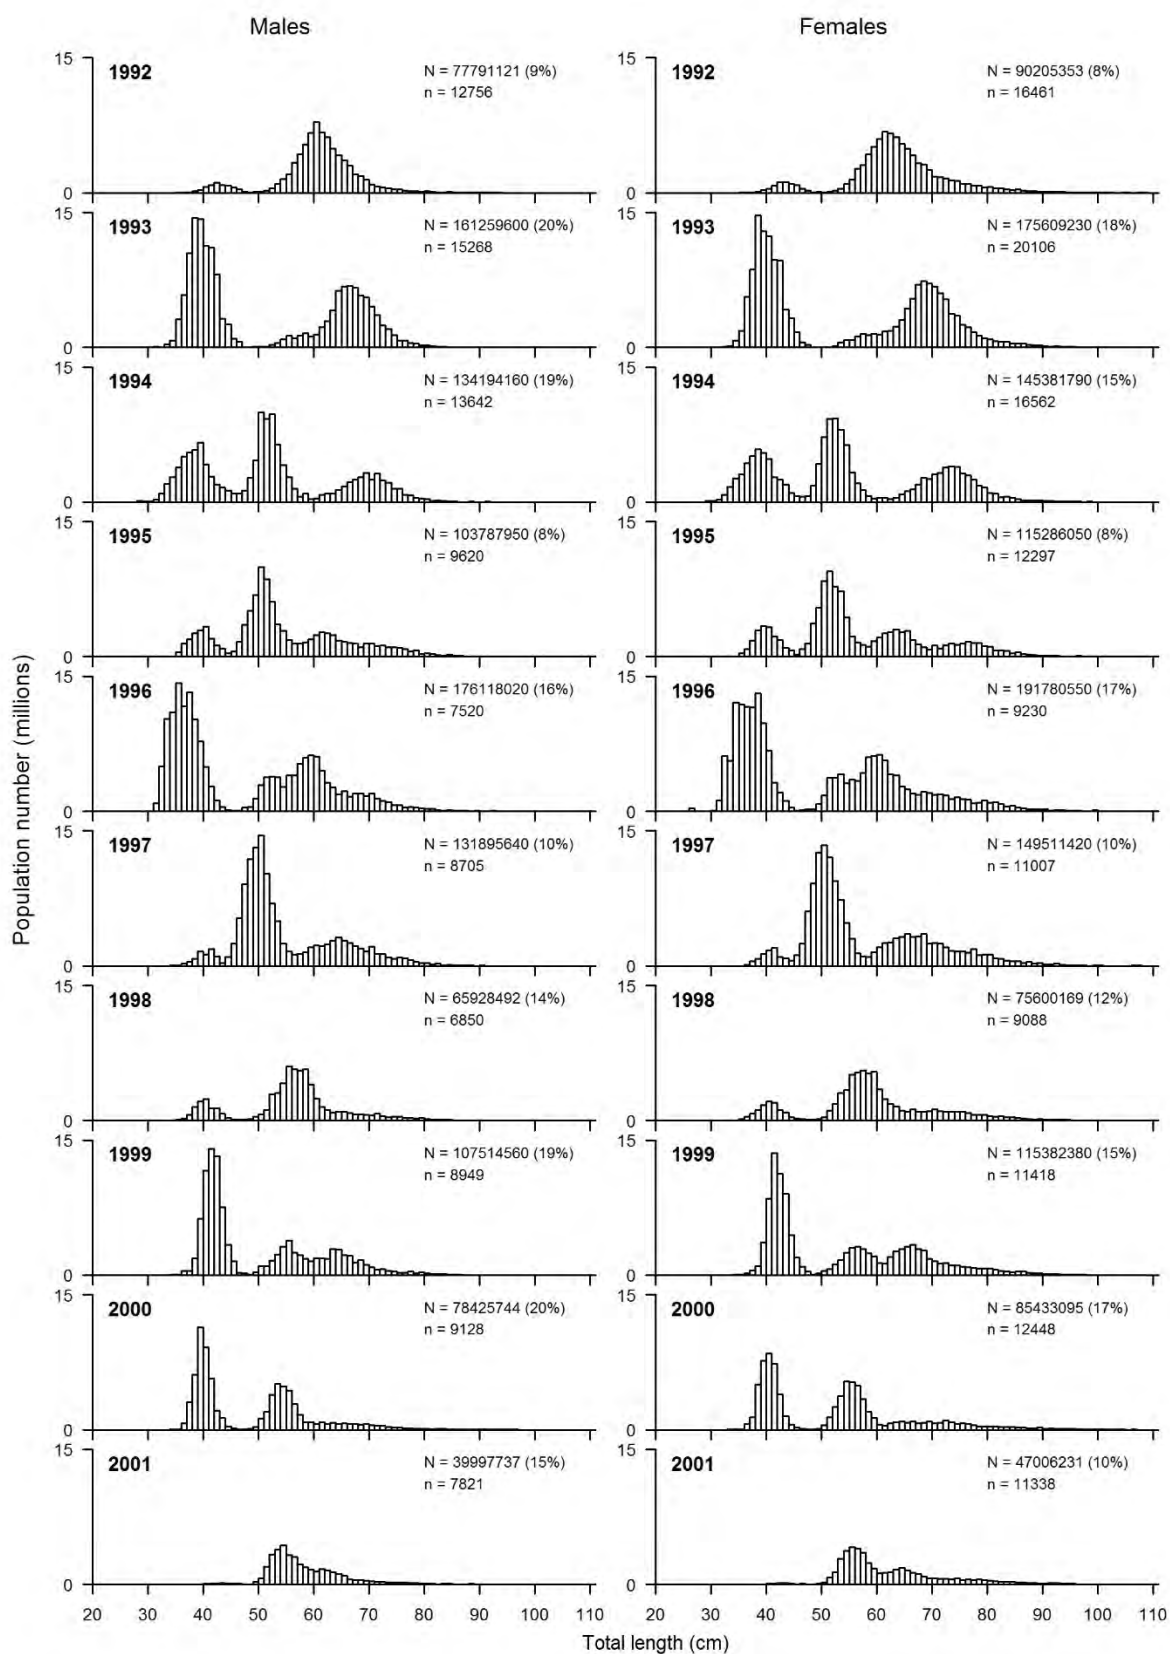 Males Females
15 1992 N = 77791121 (9%) 15 1992 N = 90205353 (8%)
n = 12756 n = 16461
0 0
15 1993 N = 161259600 (20%) 15 1993 N = 175609230 (18%)
n = 15268 n = 20106
0 0
15 1994 N = 134194160 (19%) 15 1994 N = 145381790 (15%)
n = 13642 n = 16562
0 0
15 1995 N = 103787950 (8%) 15 1995 N = 115286050 (8%)
n = 9620 n = 12297
0 0
15 1996 N = 176118020 (16%) 15 1996 N = 191780550 (17%)
n = 7520 n = 9230
0 0
15 1997 N = 131895640 (10%) 15 1997 N = 149511420 (10%)
n = 8705 n = 11007
0 0
15 1998 N = 65928492 (14%) 15 1998 N = 75600169 (12%)
n = 6850 n = 9088
0 0
15 1999 N = 107514560 (19%) 15 1999 N = 115382380 (15%)
n = 8949 n = 11418
0 0
15 2000 N = 78425744 (20%) 15 2000 N = 85433095 (17%)
n = 9128 n = 12448
0 0
15 2001 N = 39997737 (15%) 15 2001 N = 47006231 (10%)
n = 7821 n = 11338
0 0
20 30 40 50 60 70 80 90 100 110 20 30 40 50 60 70 80 90 100 110
Total length (cm)
Population number (millions)